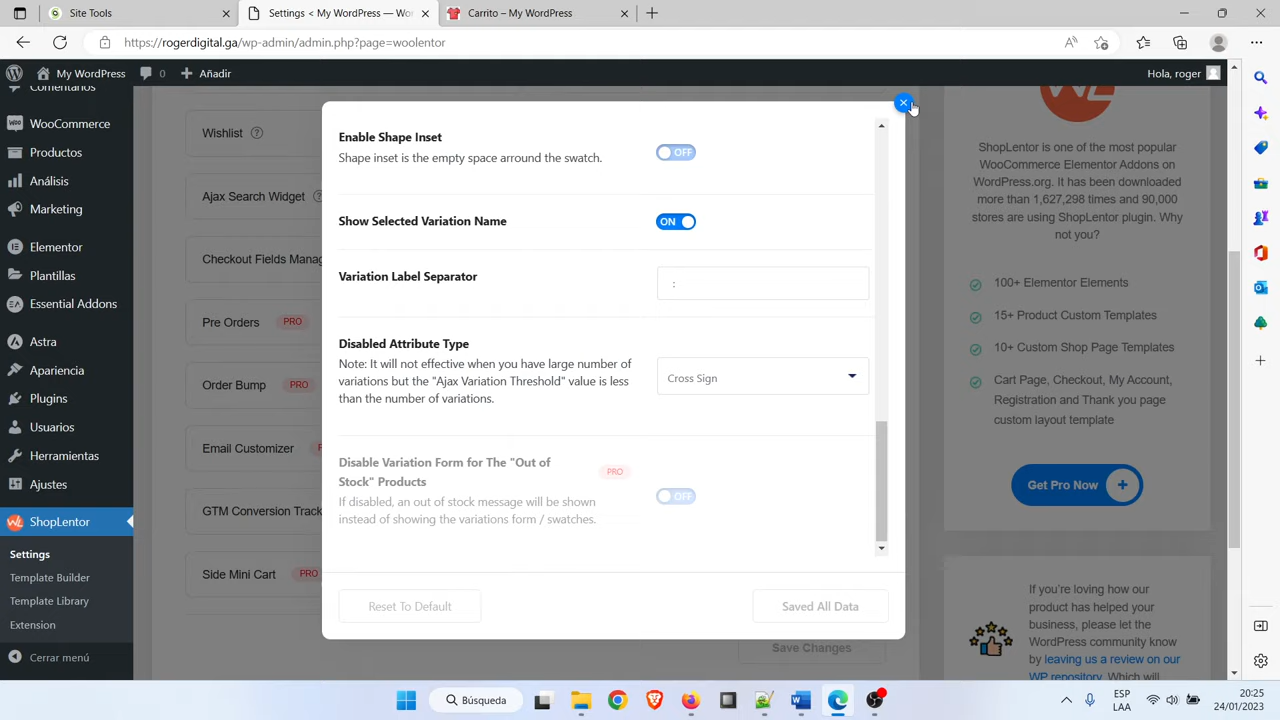 Site Tools
Settings < My WordPress
Carrito – My WordPress
https://rogerdigital.ga/wp-admin/admin.php?page=woolentor
My WordPress
0
Añadir
Hola, roger
Comentarios
WooCommerce
Productos
Análisis
Marketing
Elementor
Plantillas
Essential Addons
Astra
Apariencia
Plugins
Usuarios
Herramientas
Ajustes
ShopLentor
Settings
Template Builder
Template Library
Extension
Cerrar menú
Wishlist ?
Ajax Search Widget ?
Checkout Fields Manag
Pre Orders PRO
Order Bump PRO
Email Customizer
GTM Conversion Track
Side Mini Cart PRO
Enable Shape Inset
Shape inset is the empty space arround the swatch.
OFF
Show Selected Variation Name
ON
Variation Label Separator
:
Disabled Attribute Type
Note: It will not effective when you have large number of
variations but the "Ajax Variation Threshold" value is less
than the number of variations.
Cross Sign
Disable Variation Form for The "Out of
Stock" Products
PRO
If disabled, an out of stock message will be shown
instead of showing the variations form / swatches.
OFF
Reset To Default
Saved All Data
Save Changes
ShopLentor is one of the most popular
WooCommerce Elementor Addons on
WordPress.org. It has been downloaded
more than 1,627,298 times and 90,000
stores are using ShopLentor plugin. Why
not you?
100+ Elementor Elements
15+ Product Custom Templates
10+ Custom Shop Page Templates
Cart Page, Checkout, My Account,
Registration and Thank you page
custom layout template
Get Pro Now +
If you're loving how our
product has helped your
business, please let the
WordPress community know
by leaving us a review on our
WP repository. Which will
Búsqueda
ESP
LAA
20:25
24/01/2023